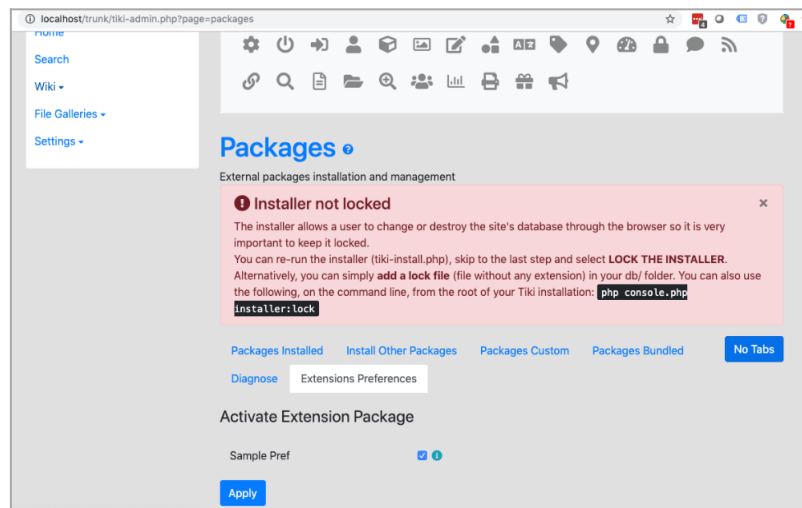 localhost/trunk/tiki-admin.php?page=packages
Home
Search
Wiki
File Galleries
Settings
Packages
External packages installation and management
Installer not locked
The installer allows a user to change or destroy the site's database through the browser so it is very
important to keep it locked.
You can re-run the installer (tiki-install.php), skip to the last step and select LOCK THE INSTALLER.
Alternatively, you can simply add a lock file (file without any extension) in your db/ folder. You can also use
the following, on the command line, from the root of your Tiki installation: php console.php
installer:lock
Packages Installed Install Other Packages Packages Custom Packages Bundled No Tabs
Diagnose Extensions Preferences
Activate Extension Package
Sample Pref
Apply